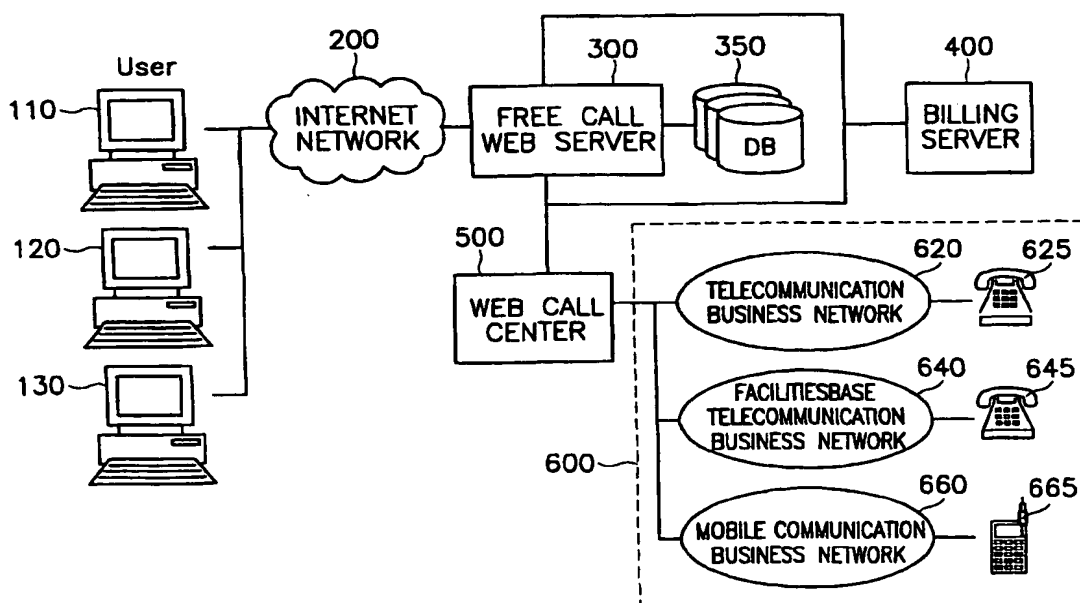 User
110
120
130
200
INTERNET
NETWORK
300
FREE CALL
WEB SERVER
350
DB
400
BILLING
SERVER
500
WEB CALL
CENTER
600
620
TELECOMMUNICATION
BUSINESS NETWORK
625
640
FACILITIESBASE
TELECOMMUNICATION
BUSINESS NETWORK
645
660
MOBILE COMMUNICATION
BUSINESS NETWORK
665